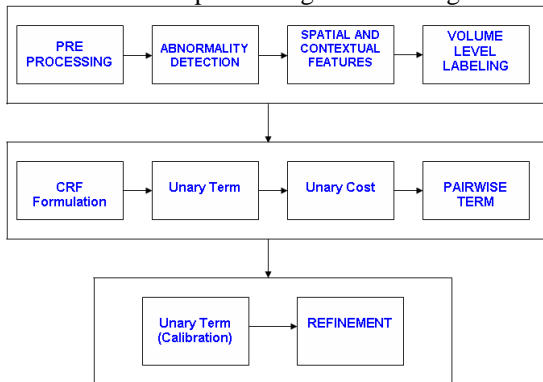 PRE
PROCESSING
ABNORMALITY
DETECTION
SPATIAL AND
CONTEXTUAL
FEATURES
VOLUME
LEVEL
LABELING
CRF
Formulation
Unary Term
Unary Cost
PAIRWISE
TERM
Unary Term
(Calibration)
REFINEMENT